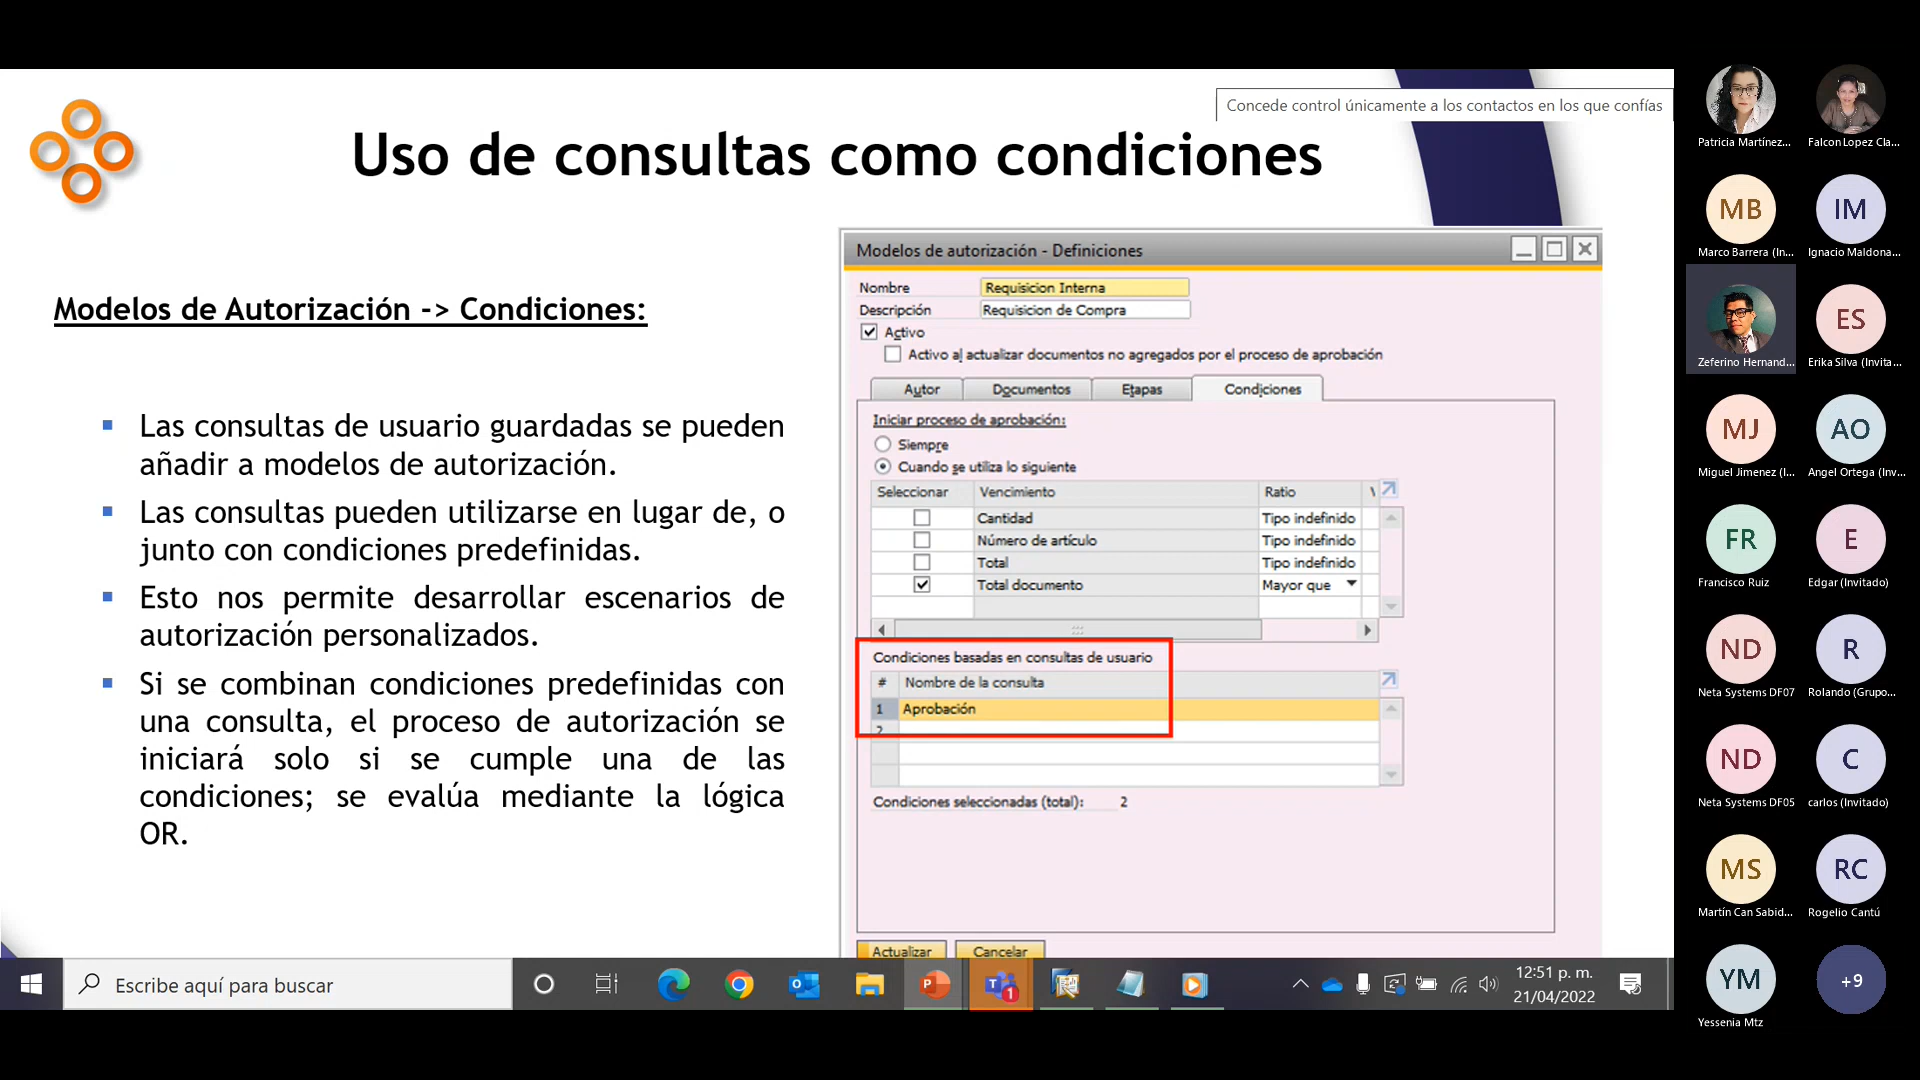 Concede control únicamente a los contactos en los que confías
Uso de consultas como condiciones
Modelos de Autorización -> Condiciones:
Las consultas de usuario guardadas se pueden
añadir a modelos de autorización.
Las consultas pueden utilizarse en lugar de, o
junto con condiciones predefinidas.
Esto nos permite desarrollar escenarios de
autorización personalizados.
Si se combinan condiciones predefinidas con
una consulta, el proceso de autorización se
iniciará solo si se cumple una de las
condiciones; se evalúa mediante la lógica
OR.
Modelos de autorización - Definiciones
Nombre Requisicion Interna
Descripción Requisicion de Compra
Activo
Activo al actualizar documentos no agregados por el proceso de aprobación
Autor Documentos Etapas Condiciones
Iniciar proceso de aprobación:
Siempre
Cuando se utiliza lo siguiente
Seleccionar Vencimiento Ratio
Cantidad Tipo indefinido
Número de artículo Tipo indefinido
Total Tipo indefinido
Total documento Mayor que
Condiciones basadas en consultas de usuario
# Nombre de la consulta
1 Aprobación
2
Condiciones seleccionadas (total): 2
Actualizar Cancelar
Escribe aquí para buscar
1
12:51 p. m.
21/04/2022
Patricia Martínez... Falcon Lopez Cla...
MB IM
Marco Barrera (In... Ignacio Maldona...
ES
Zeferino Hernand... Erika Silva (Invita...
MJ AO
Miguel Jimenez (I... Angel Ortega (Inv...
FR E
Francisco Ruiz Edgar (Invitado)
ND R
Neta Systems DF07 Rolando (Grupo...
ND C
Neta Systems DF05 carlos (Invitado)
MS RC
Martín Can Sabid... Rogelio Cantú
YM +9
Yessenia Mtz